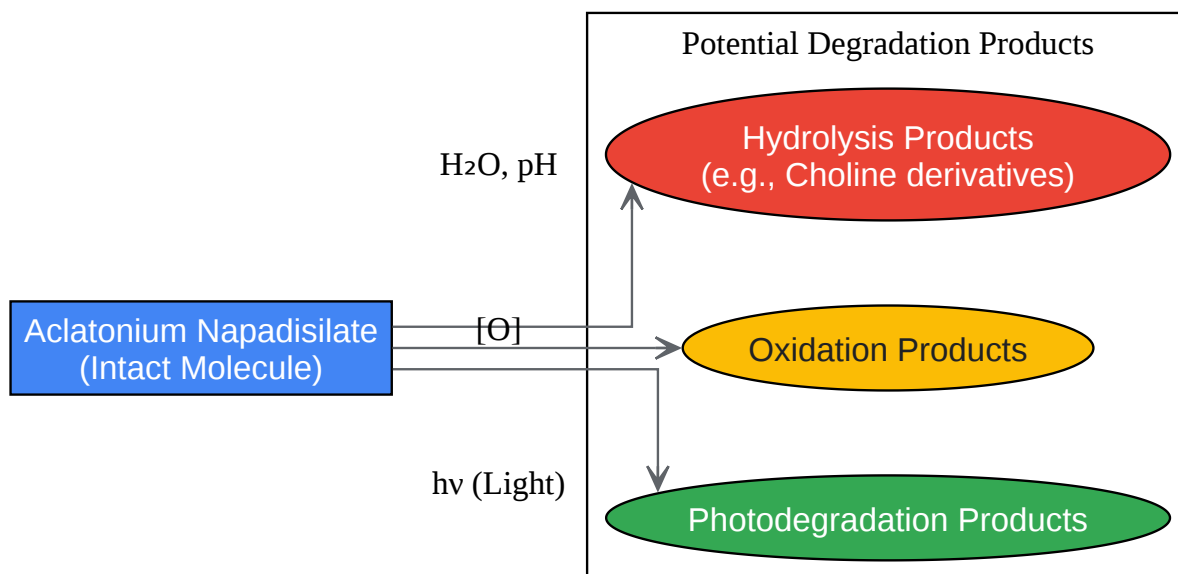 Potential Degradation Products
Hydrolysis Products
(e.g., Choline derivatives)
H₂O, pH
Aclatonium Napadisilate
(Intact Molecule)
[O]
Oxidation Products
hν (Light)
Photodegradation Products